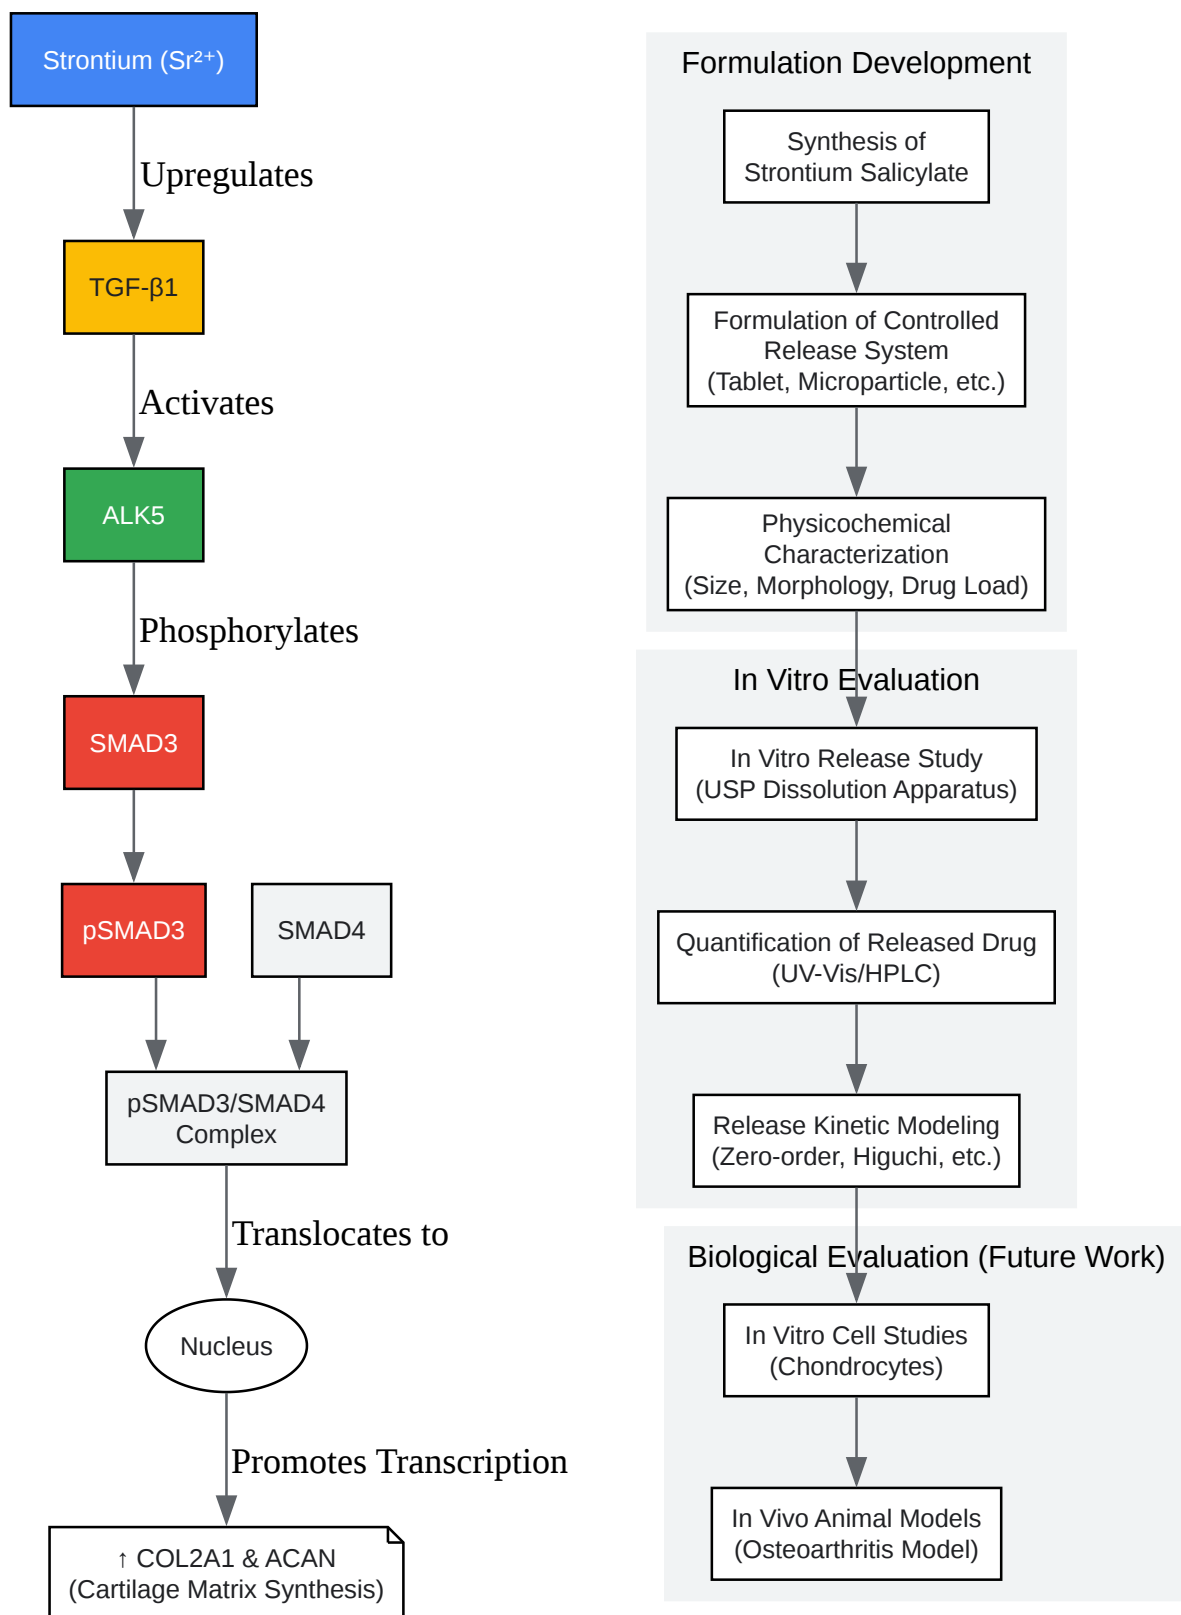 Strontium (Sr²⁺)
Upregulates
TGF-β1
Activates
ALK5
Phosphorylates
SMAD3
pSMAD3
SMAD4
pSMAD3/SMAD4
Complex
Translocates to
Nucleus
Promotes Transcription
↑ COL2A1 & ACAN
(Cartilage Matrix Synthesis)
Formulation Development
Synthesis of
Strontium Salicylate
Formulation of Controlled
Release System
(Tablet, Microparticle, etc.)
Physicochemical
Characterization
(Size, Morphology, Drug Load)
In Vitro Evaluation
In Vitro Release Study
(USP Dissolution Apparatus)
Quantification of Released Drug
(UV-Vis/HPLC)
Release Kinetic Modeling
(Zero-order, Higuchi, etc.)
Biological Evaluation (Future Work)
In Vitro Cell Studies
(Chondrocytes)
In Vivo Animal Models
(Osteoarthritis Model)